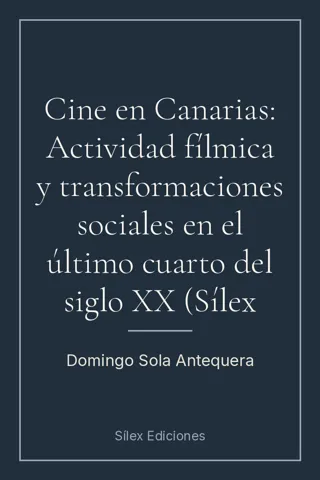 Cine en Canarias:
Actividad fílmica
y transformaciones
sociales en el
último cuarto del
siglo XX (Sílex
Domingo Sola Antequera
Sílex Ediciones